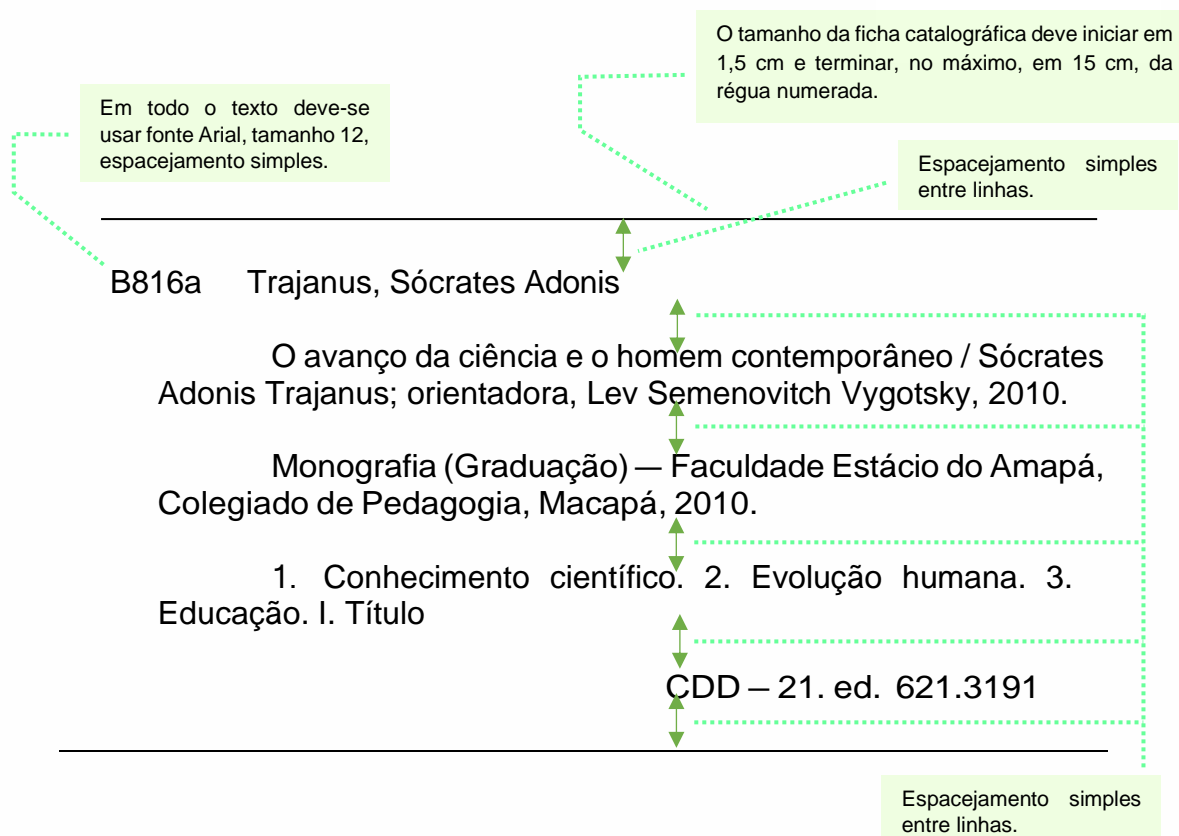 O tamanho da ficha catalográfica deve iniciar em
1,5 cm e terminar, no máximo, em 15 cm, da
régua numerada.
Em todo o texto deve-se
usar fonte Arial, tamanho 12,
espacejamento simples.
Espacejamento simples
entre linhas.
B816a Trajanus, Sócrates Adonis
O avanço da ciência e o homem contemporâneo / Sócrates
Adonis Trajanus; orientadora, Lev Semenovitch Vygotsky, 2010.
Monografia (Graduação) — Faculdade Estácio do Amapá,
Colegiado de Pedagogia, Macapá, 2010.
1. Conhecimento científico. 2. Evolução humana. 3.
Educação. I. Título
CDD – 21. ed. 621.3191
Espacejamento simples
entre linhas.